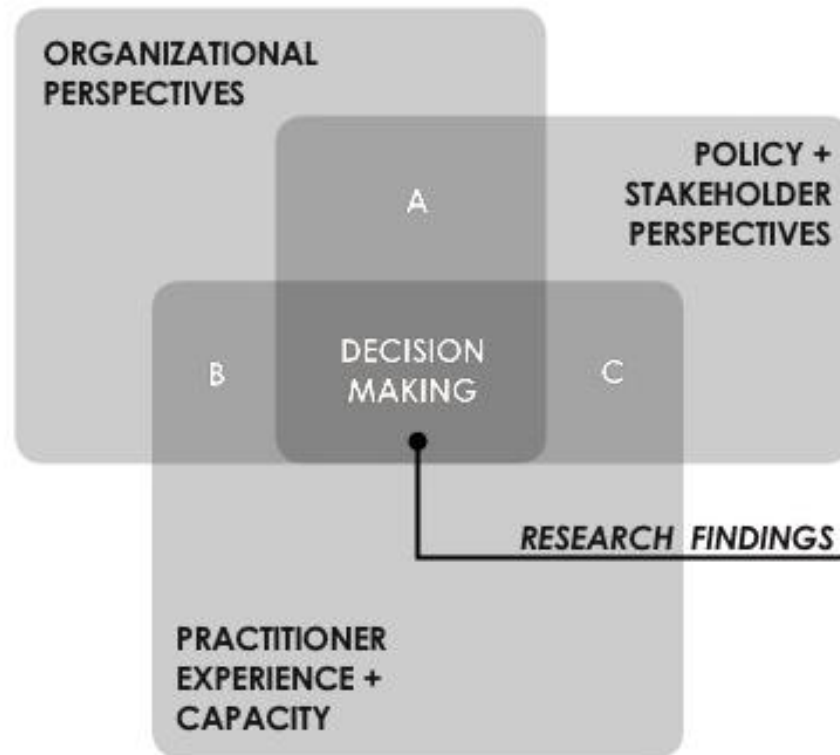 ORGANIZATIONAL
PERSPECTIVES
POLICY +
STAKEHOLDER
PERSPECTIVES
A
B
DECISION
MAKING
C
RESEARCH FINDINGS
PRACTITIONER
EXPERIENCE +
CAPACITY